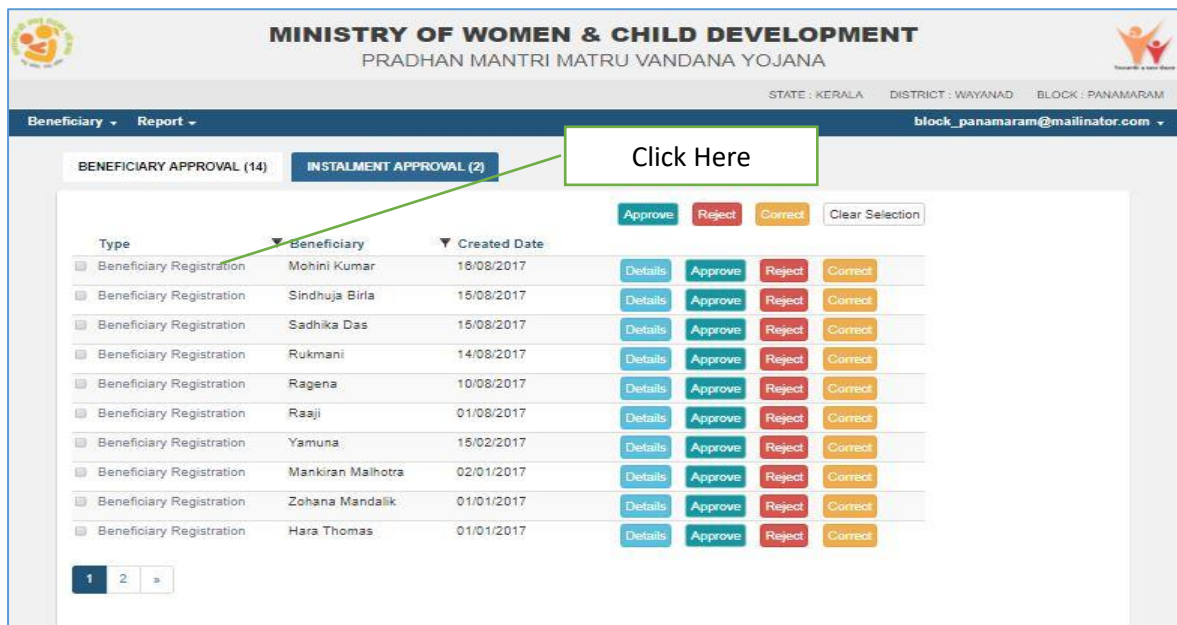 MINISTRY OF WOMEN & CHILD DEVELOPMENT
PRADHAN MANTRI MATRU VANDANA YOJANA
STATE : KERALA DISTRICT : WAYANAD BLOCK : PANAMARAM
Beneficiary Report block_panamaram@mailinator.com
BENEFICIARY APPROVAL (14) INSTALMENT APPROVAL (2) Click Here
Approve Reject Correct Clear Selection
Type Beneficiary Created Date
Beneficiary Registration Mohini Kumar 16/08/2017 Details Approve Reject Correct
Beneficiary Registration Sindhuja Birla 15/08/2017 Details Approve Reject Correct
Beneficiary Registration Sadhika Das 15/08/2017 Details Approve Reject Correct
Beneficiary Registration Rukmani 14/08/2017 Details Approve Reject Correct
Beneficiary Registration Ragena 10/08/2017 Details Approve Reject Correct
Beneficiary Registration Raaji 01/08/2017 Details Approve Reject Correct
Beneficiary Registration Yamuna 15/02/2017 Details Approve Reject Correct
Beneficiary Registration Mankiran Malhotra 02/01/2017 Details Approve Reject Correct
Beneficiary Registration Zohana Mandalik 01/01/2017 Details Approve Reject Correct
Beneficiary Registration Hara Thomas 01/01/2017 Details Approve Reject Correct
1 2 »